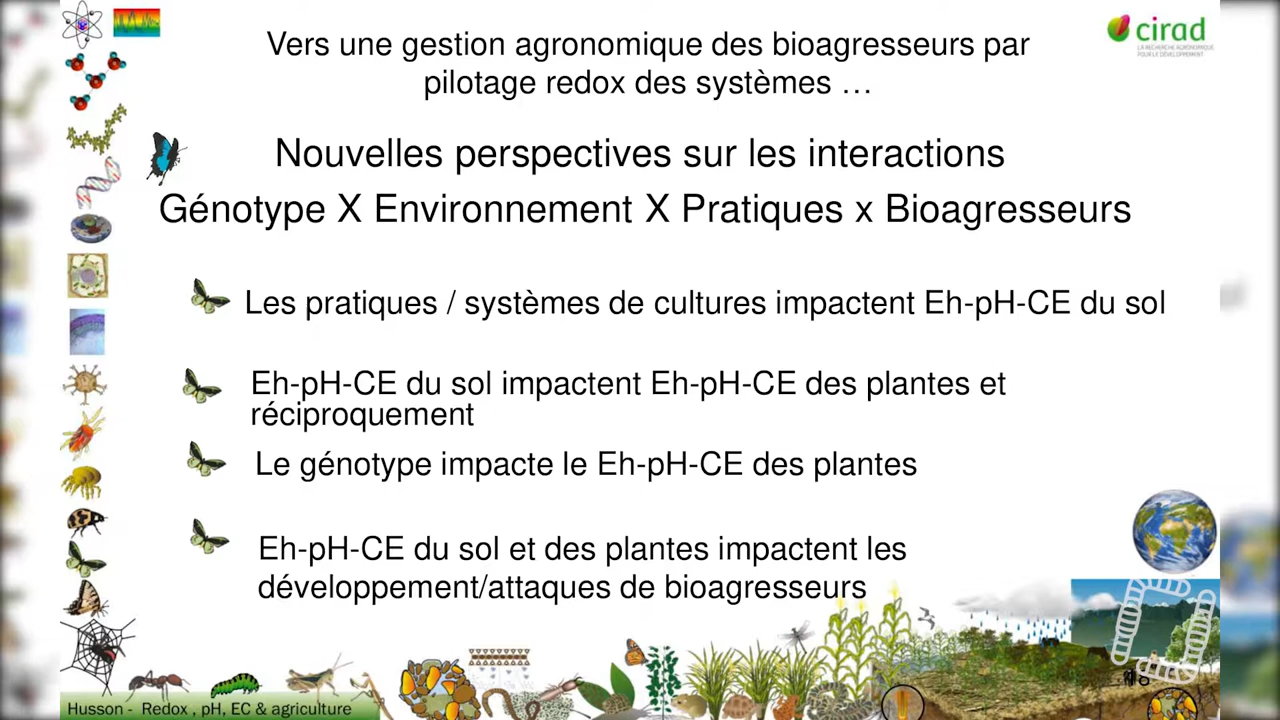 Vers une gestion agronomique des bioagresseurs par
pilotage redox des systèmes …
cirad
LA RECHERCHE AGRONOMIQUE
POUR LE DÉVELOPPEMENT
Nouvelles perspectives sur les interactions
Génotype X Environnement X Pratiques x Bioagresseurs
Les pratiques / systèmes de cultures impactent Eh-pH-CE du sol
Eh-pH-CE du sol impactent Eh-pH-CE des plantes et
réciproquement
Le génotype impacte le Eh-pH-CE des plantes
Eh-pH-CE du sol et des plantes impactent les
développement/attaques de bioagresseurs
Husson - Redox , pH, EC & agriculture